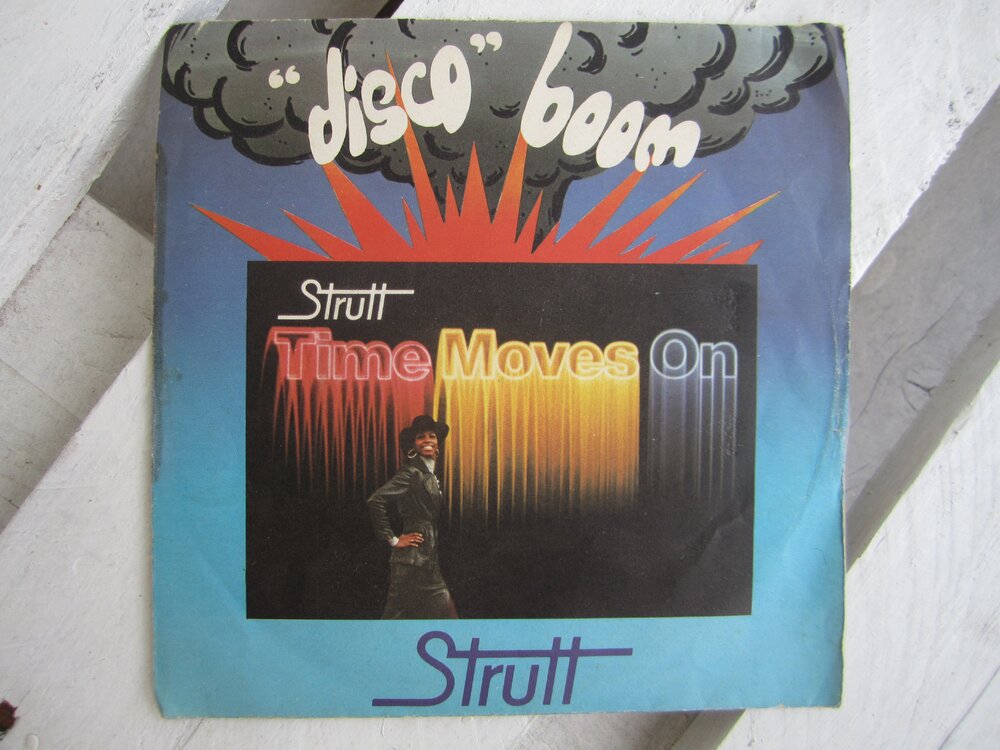 “disco” boom
Strutt
Time Moves On
Strutt